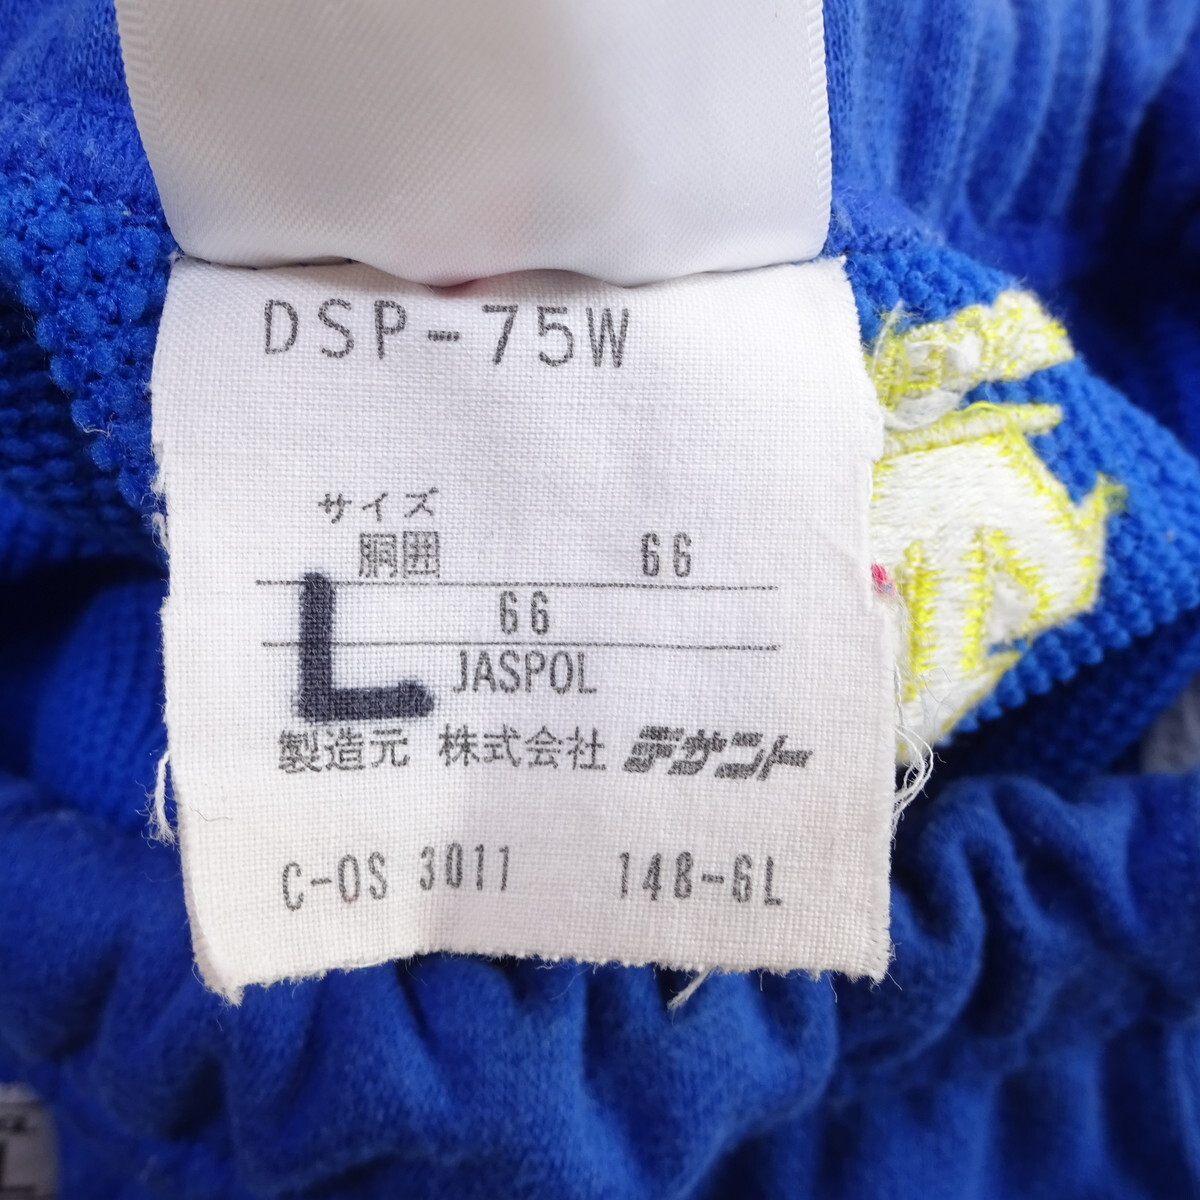 DSP-75W
サイズ
胴囲 66
66
L JASPOL
製造元 株式会社 デサント
C-OS 3011 148-6L